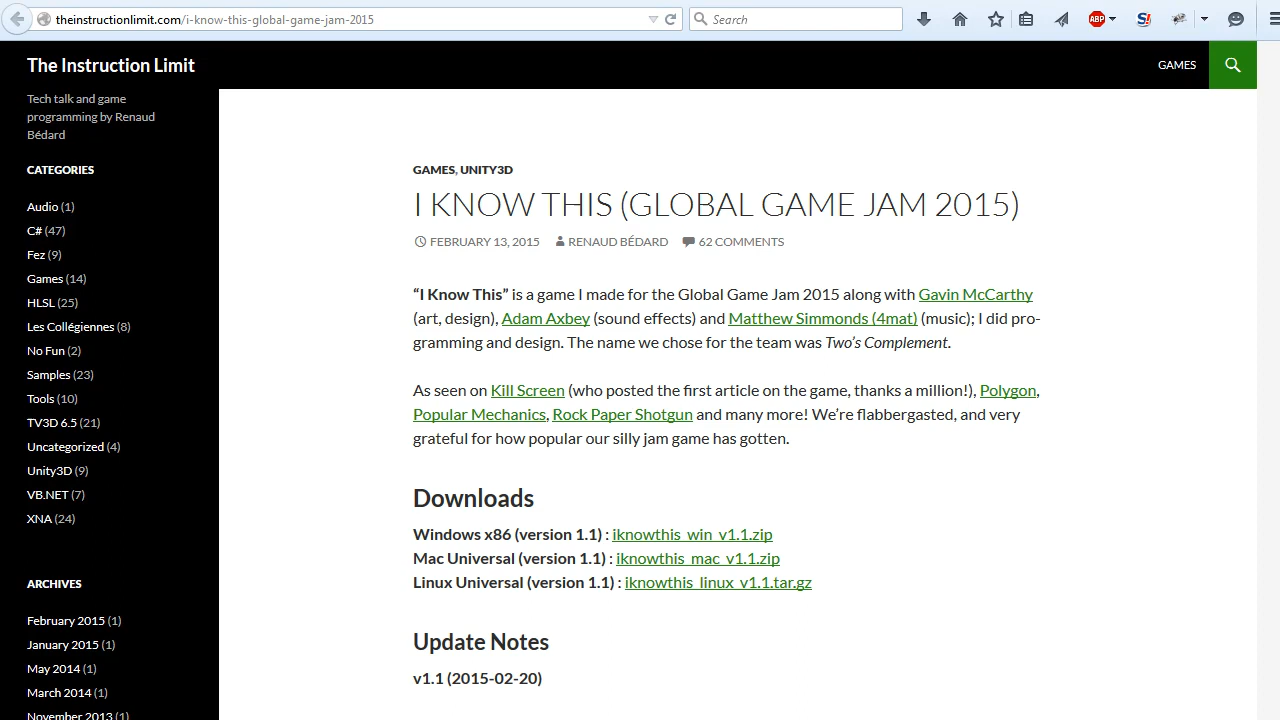 theinstructionlimit.com/i-know-this-global-game-jam-2015
Search
ABP
S!
The Instruction Limit
GAMES
Tech talk and game
programming by Renaud
Bédard
CATEGORIES
Audio (1)
C# (47)
Fez (9)
Games (14)
HLSL (25)
Les Collégiennes (8)
No Fun (2)
Samples (23)
Tools (10)
TV3D 6.5 (21)
Uncategorized (4)
Unity3D (9)
VB.NET (7)
XNA (24)
ARCHIVES
February 2015 (1)
January 2015 (1)
May 2014 (1)
March 2014 (1)
November 2013 (1)
GAMES, UNITY3D
I KNOW THIS (GLOBAL GAME JAM 2015)
FEBRUARY 13, 2015 RENAUD BÉDARD 62 COMMENTS
“I Know This” is a game I made for the Global Game Jam 2015 along with Gavin McCarthy
(art, design), Adam Axbey (sound effects) and Matthew Simmonds (4mat) (music); I did pro-
gramming and design. The name we chose for the team was Two’s Complement.
As seen on Kill Screen (who posted the first article on the game, thanks a million!), Polygon,
Popular Mechanics, Rock Paper Shotgun and many more! We’re flabbergasted, and very
grateful for how popular our silly jam game has gotten.
Downloads
Windows x86 (version 1.1) : iknowthis_win_v1.1.zip
Mac Universal (version 1.1) : iknowthis_mac_v1.1.zip
Linux Universal (version 1.1) : iknowthis_linux_v1.1.tar.gz
Update Notes
v1.1 (2015-02-20)